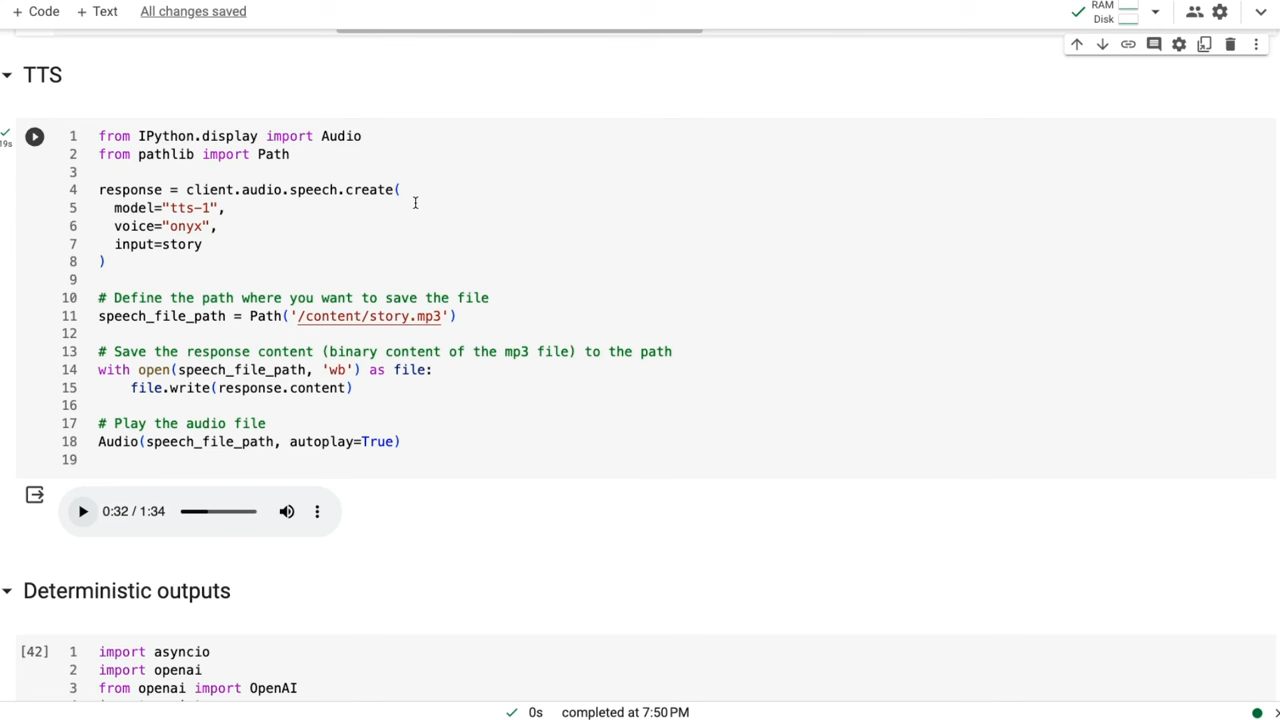 + Code + Text All changes saved RAM
Disk
TTS
19s
1 from IPython.display import Audio
2 from pathlib import Path
3
4 response = client.audio.speech.create(
5 model="tts-1",
6 voice="onyx",
7 input=story
8 )
9
10 # Define the path where you want to save the file
11 speech_file_path = Path('/content/story.mp3')
12
13 # Save the response content (binary content of the mp3 file) to the path
14 with open(speech_file_path, 'wb') as file:
15 file.write(response.content)
16
17 # Play the audio file
18 Audio(speech_file_path, autoplay=True)
19
0:32 / 1:34
Deterministic outputs
[42] 1 import asyncio
2 import openai
3 from openai import OpenAI
0s completed at 7:50 PM